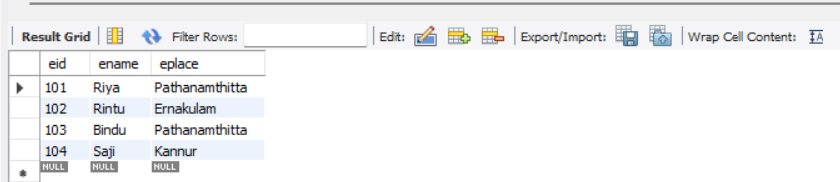 Result Grid Filter Rows: Edit: Export/Import: Wrap Cell Content: IA
eid ename eplace
101 Riya Pathanamthitta
102 Rintu Ernakulam
103 Bindu Pathanamthitta
104 Saji Kannur
NULL NULL NULL